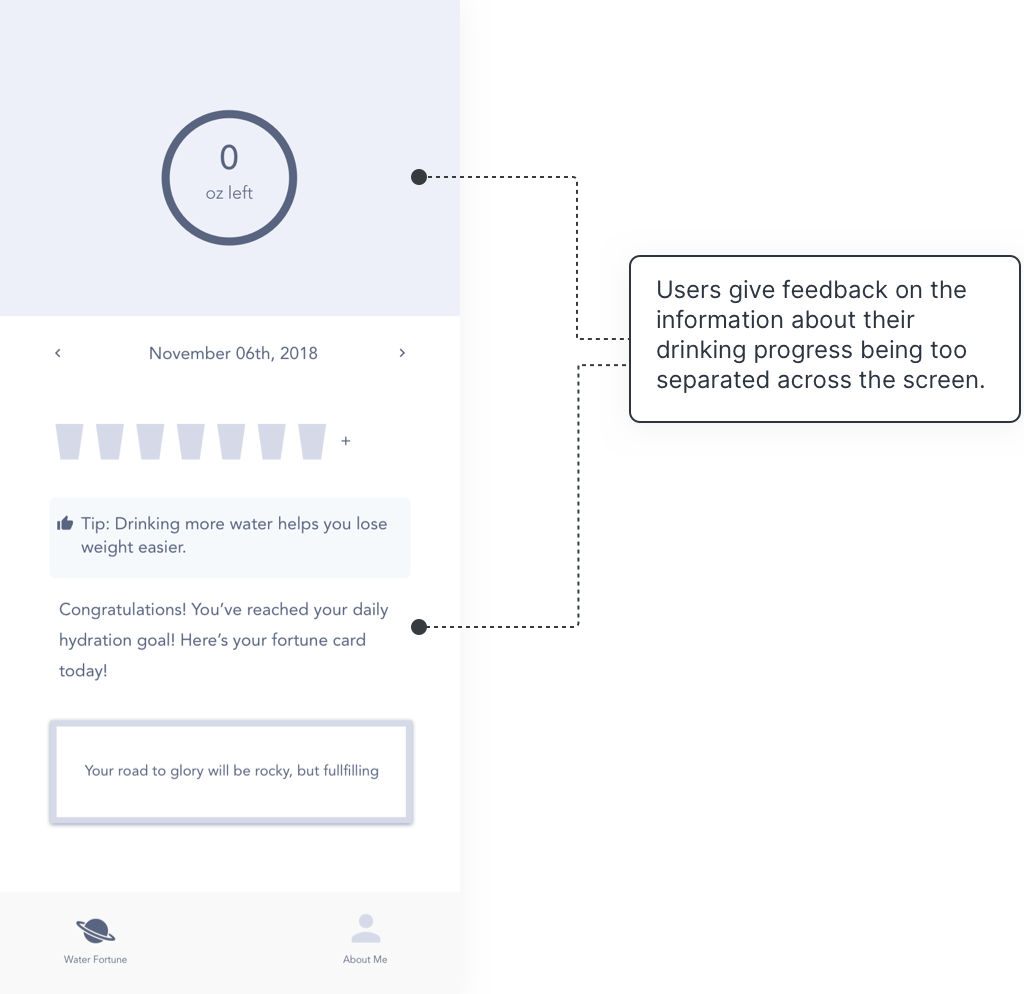 0
oz left
November 06th, 2018
+
Tip: Drinking more water helps you lose
weight easier.
Congratulations! You’ve reached your daily
hydration goal! Here’s your fortune card
today!
Your road to glory will be rocky, but fullfilling
Water Fortune
About Me
Users give feedback on the
information about their
drinking progress being too
separated across the screen.